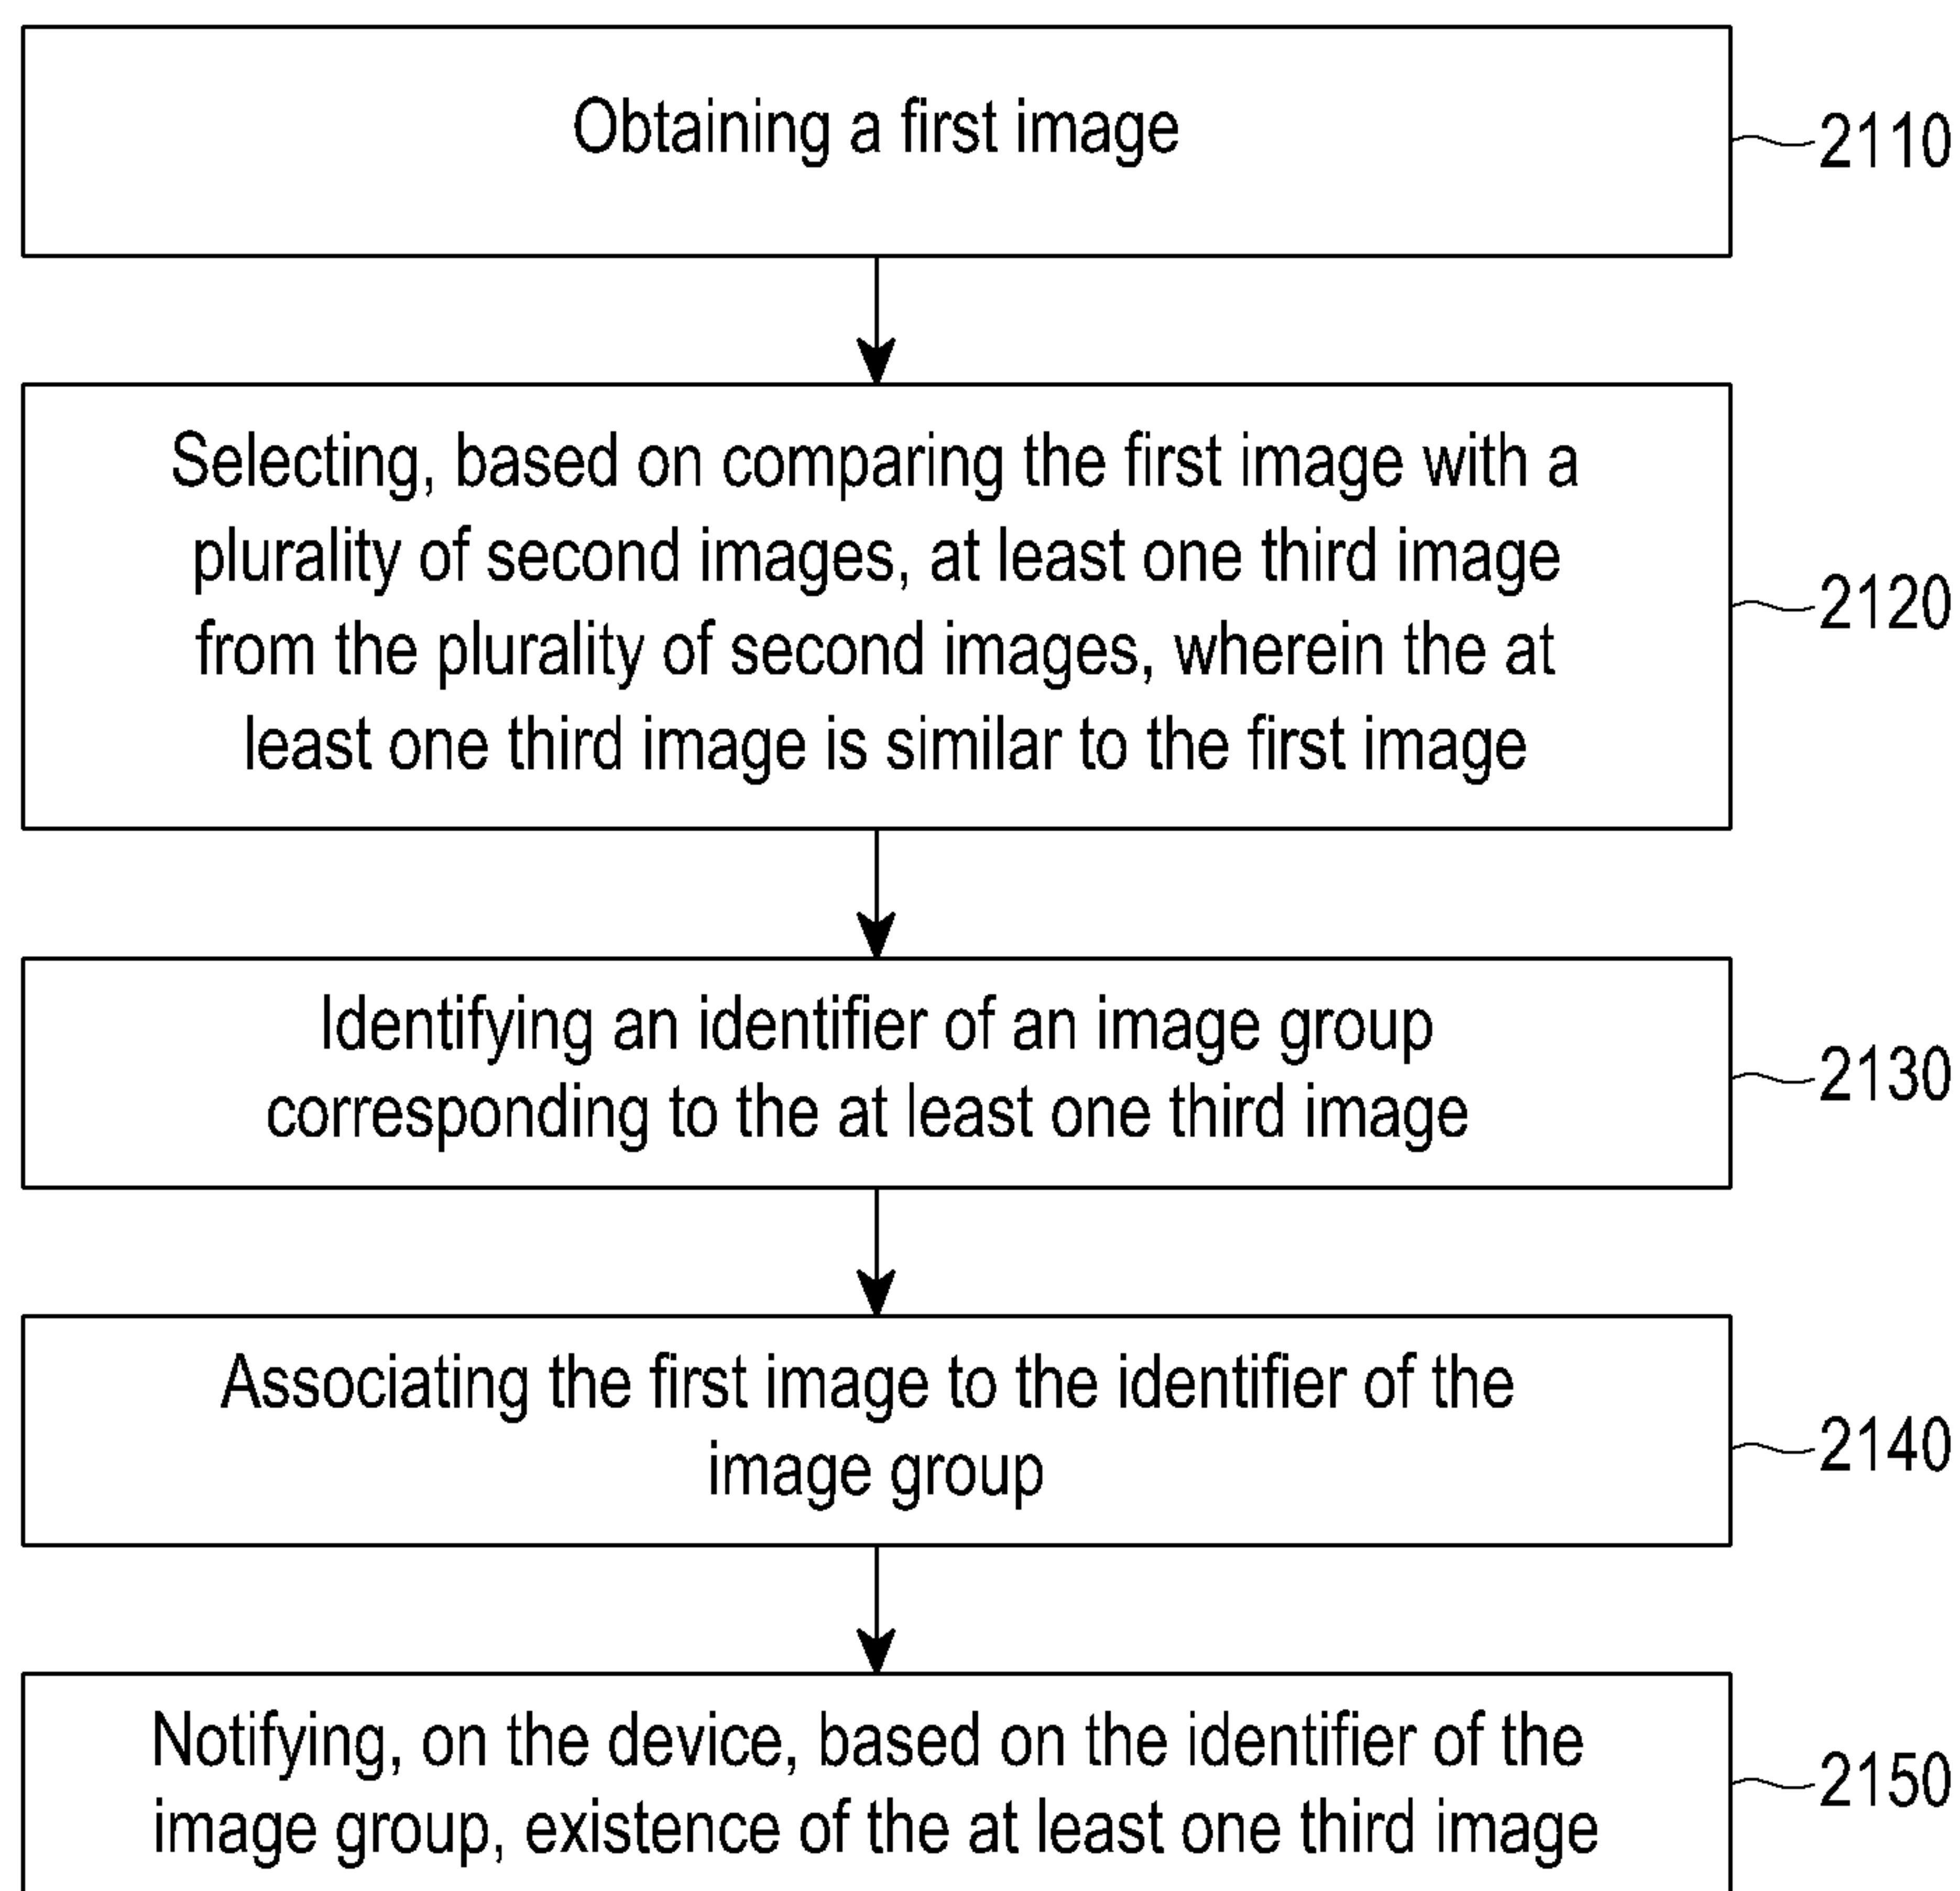 Obtaining a first image
2110
Selecting, based on comparing the first image with a
plurality of second images, at least one third image
from the plurality of second images, wherein the at
least one third image is similar to the first image
2120
Identifying an identifier of an image group
corresponding to the at least one third image
2130
Associating the first image to the identifier of the
image group
2140
Notifying, on the device, based on the identifier of the
image group, existence of the at least one third image
2150